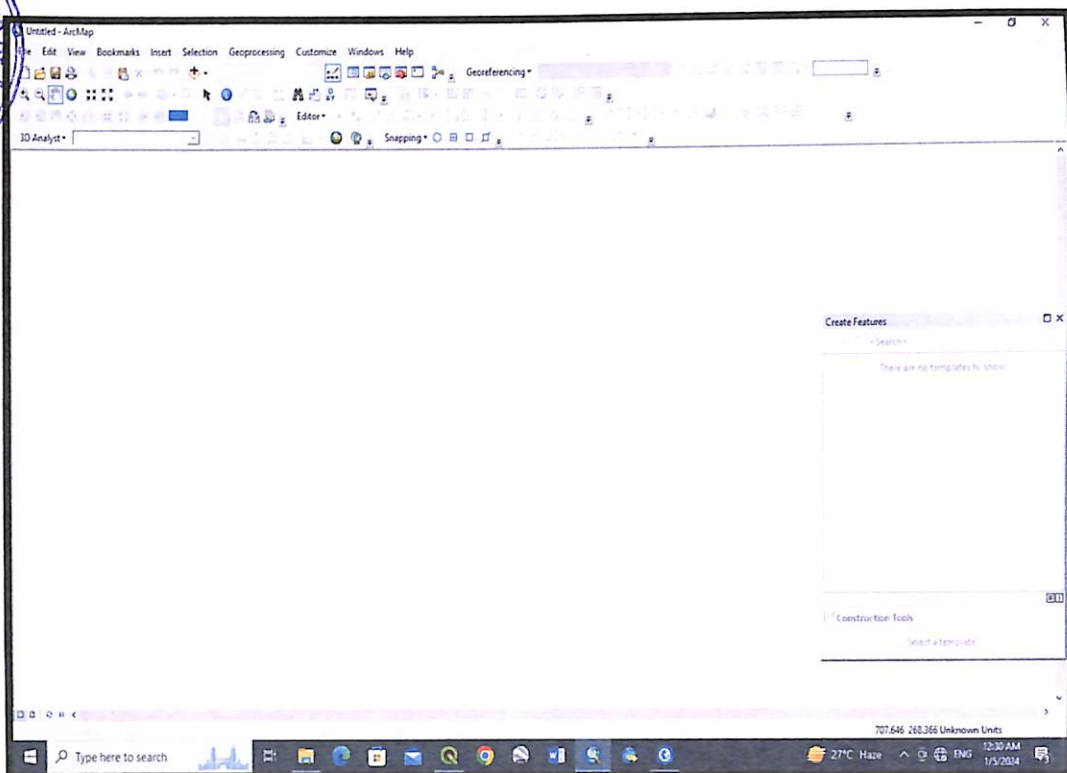 Untitled - ArcMap
Edit View Bookmarks Insert Selection Geoprocessing Customize Windows Help
Georeferencing
Editor
3D Analyst
Snapping
Create Features
<Search>
There are no templates to show.
Construction Tools
Select a template.
707.646 268.366 Unknown Units
Type here to search
27°C Haze
ENG
12:30 AM
1/5/2024